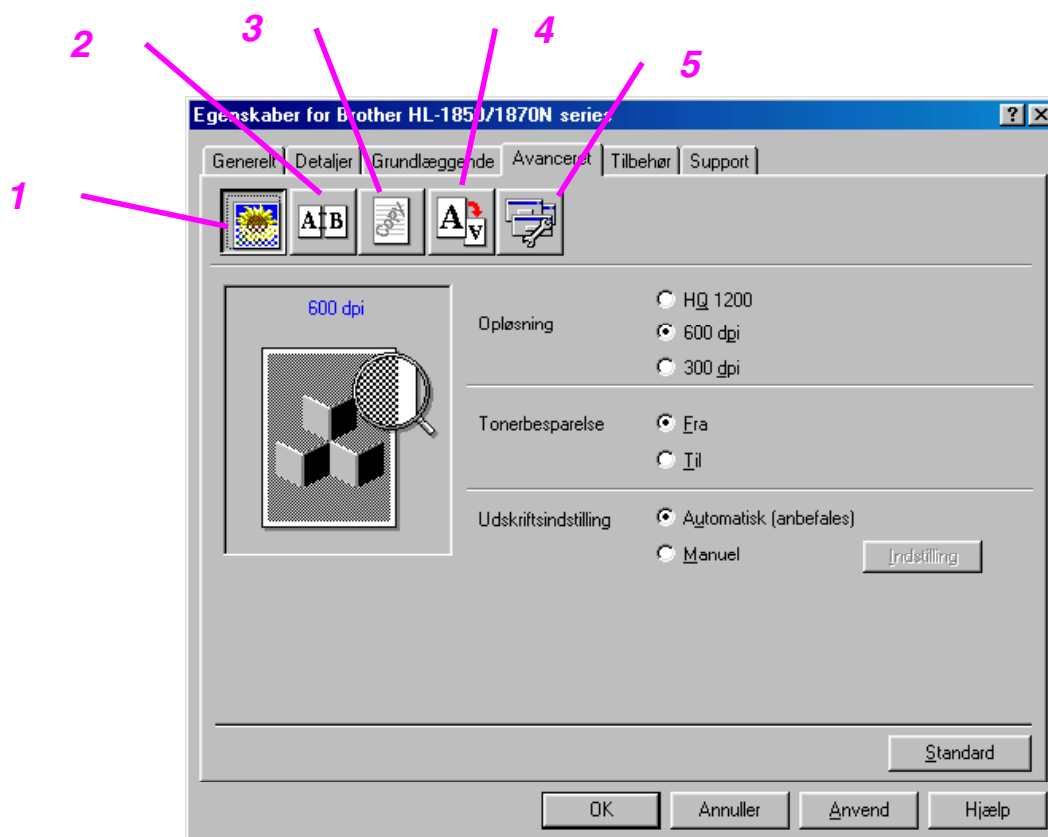 2 3 4 5
1
Egenskaber for Brother HL-1850/1870N series
Generelt Detaljer Grundlæggende Avanceret Tilbehør Support
A B COPY A A
600 dpi
Opløsning
HQ 1200
600 dpi
300 dpi
Tonerbesparelse
Fra
Til
Udskriftsindstilling
Automatisk (anbefales)
Manuel
Indstilling
Standard
OK Annuller Anvend Hjælp